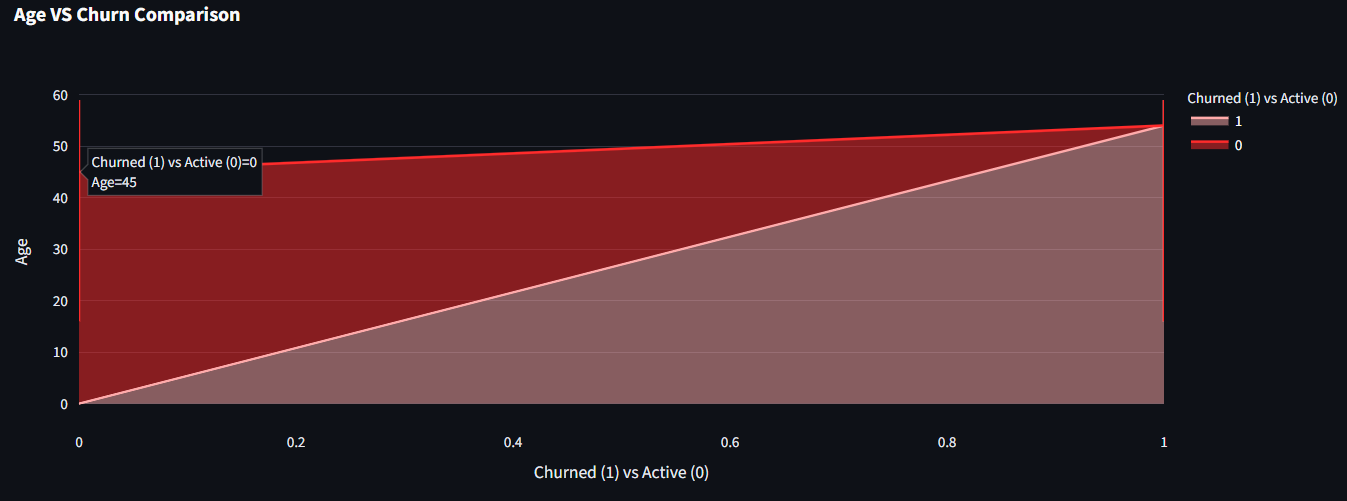 Age VS Churn Comparison
Churned (1) vs Active (0)
1
0
60
50
40
30
20
10
0
Age
Churned (1) vs Active (0)=0
Age=45
0
0.2
0.4
0.6
0.8
1
Churned (1) vs Active (0)